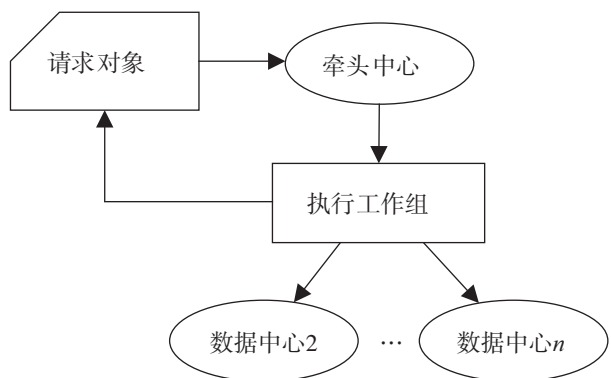 请求对象
牵头中心
执行工作组
数据中心2
…
数据中心n